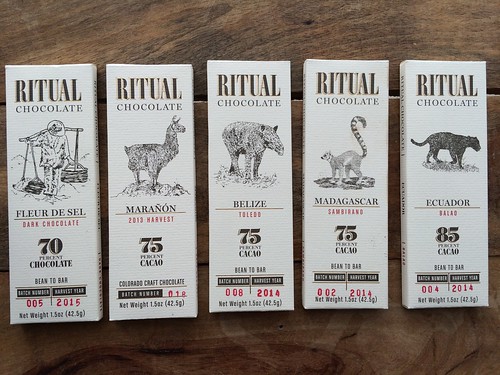 RITUAL
CHOCOLATE
FLEUR DE SEL
DARK CHOCOLATE
70
PERCENT
CHOCOLATE
BEAN TO BAR
BATCH NUMBER HARVEST YEAR
005 2015
Net Weight 1.5oz (42.5g)
RITUAL
CHOCOLATE
MARAÑÓN
2013 HARVEST
75
PERCENT
CACAO
COLORADO CRAFT CHOCOLATE
BATCH NUMBER 018
Net Weight 1.5oz (42.5g)
RITUAL
CHOCOLATE
BELIZE
TOLEDO
75
PERCENT
CACAO
BEAN TO BAR
BATCH NUMBER HARVEST YEAR
008 2014
Net Weight 1.5oz (42.5g)
RITUAL
CHOCOLATE
MADAGASCAR
SAMBIRANO
75
PERCENT
CACAO
BEAN TO BAR
BATCH NUMBER HARVEST YEAR
002 2014
Net Weight 1.5oz (42.5g)
RITUAL
CHOCOLATE
ECUADOR
BALAO
85
PERCENT
CACAO
BEAN TO BAR
BATCH NUMBER HARVEST YEAR
004 2014
Net Weight 1.5oz (42.5g)